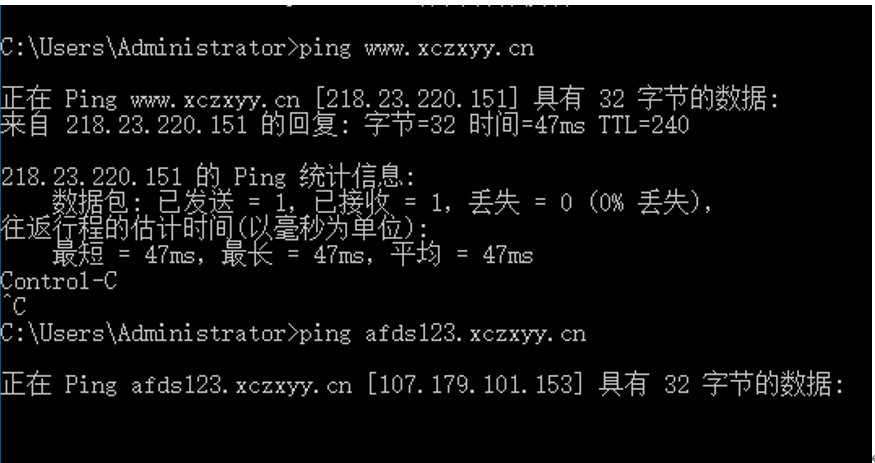 C:\Users\Administrator>ping www.xczxyy.cn
正在 Ping www.xczxyy.cn [218.23.220.151] 具有 32 字节的数据:
来自 218.23.220.151 的回复: 字节=32 时间=47ms TTL=240
218.23.220.151 的 Ping 统计信息:
数据包: 已发送 = 1，已接收 = 1，丢失 = 0 (0% 丢失)，
往返行程的估计时间(以毫秒为单位):
最短 = 47ms，最长 = 47ms，平均 = 47ms
Control-C
^C
C:\Users\Administrator>ping afds123.xczxyy.cn
正在 Ping afds123.xczxyy.cn [107.179.101.153] 具有 32 字节的数据: